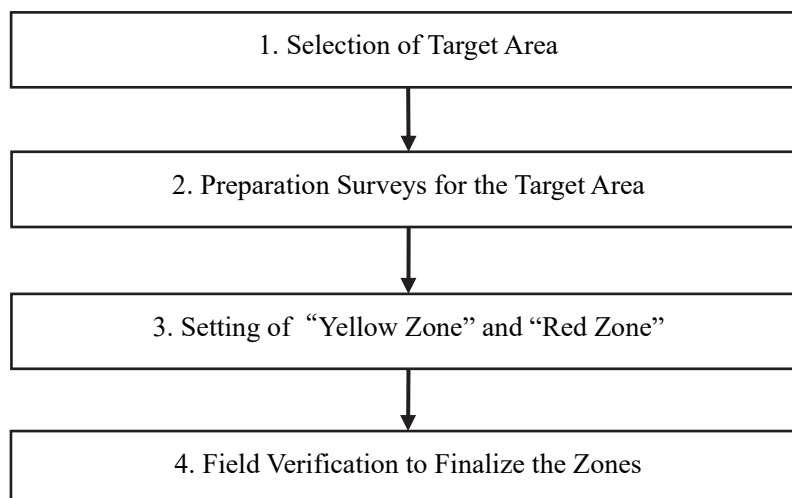 1. Selection of Target Area
2. Preparation Surveys for the Target Area
3. Setting of “Yellow Zone” and “Red Zone”
4. Field Verification to Finalize the Zones